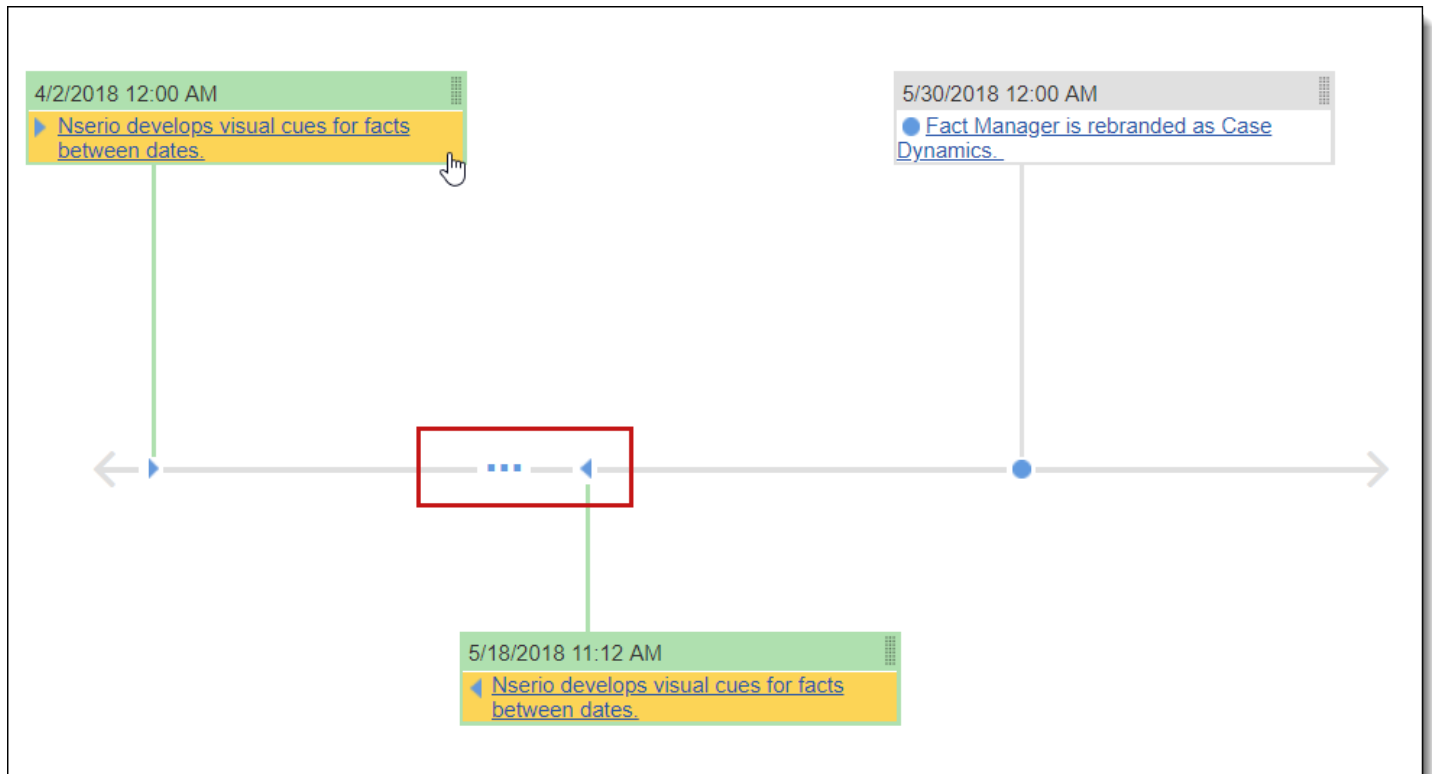 4/2/2018 12:00 AM
Nserio develops visual cues for facts
between dates.
5/30/2018 12:00 AM
Fact Manager is rebranded as Case
Dynamics.
5/18/2018 11:12 AM
Nserio develops visual cues for facts
between dates.